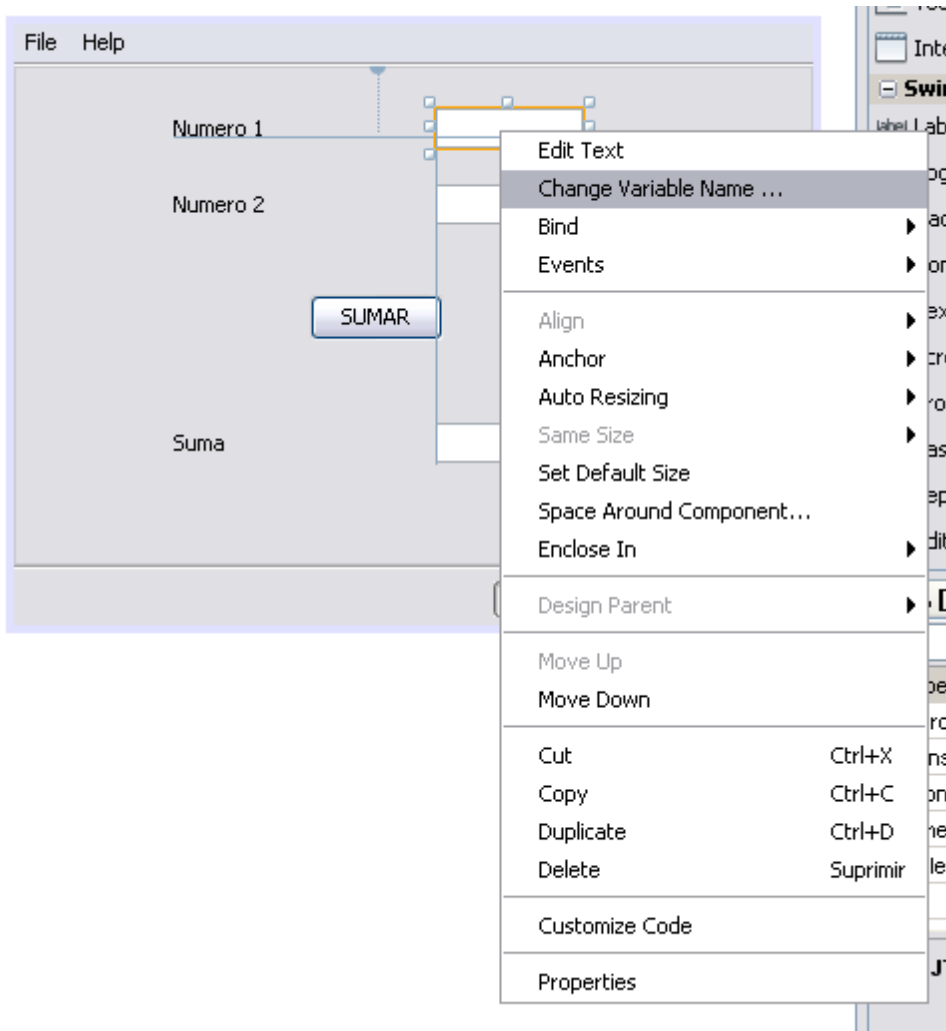 File Help
Numero 1
Numero 2
SUMAR
Suma
Edit Text
Change Variable Name ...
Bind
Events
Align
Anchor
Auto Resizing
Same Size
Set Default Size
Space Around Component...
Enclose In
Design Parent
Move Up
Move Down
Cut Ctrl+X
Copy Ctrl+C
Duplicate Ctrl+D
Delete Suprimir
Customize Code
Properties